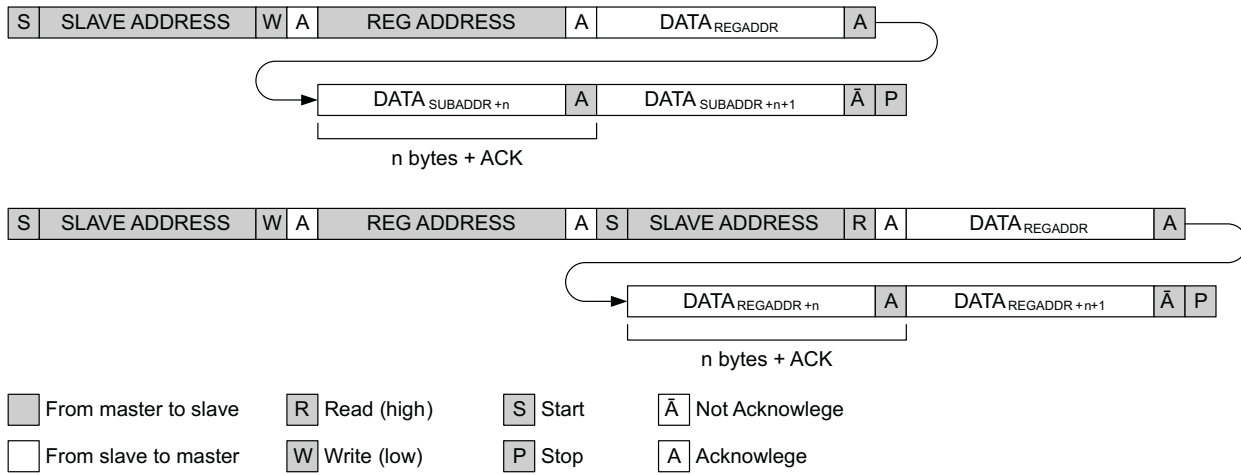 S SLAVE ADDRESS W A REG ADDRESS A DATA REGADDR A
DATA SUBADDR +n A DATA SUBADDR +n+1 Ā P
n bytes + ACK
S SLAVE ADDRESS W A REG ADDRESS A S SLAVE ADDRESS R A DATA REGADDR A
DATA REGADDR +n A DATA REGADDR +n+1 Ā P
n bytes + ACK
From master to slave R Read (high) S Start Ā Not Acknowlege
From slave to master W Write (low) P Stop A Acknowlege